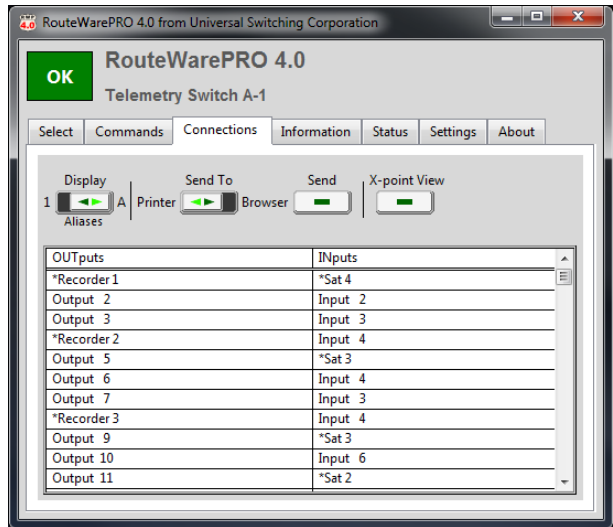 RouteWarePRO 4.0 from Universal Switching Corporation
OK
RouteWarePRO 4.0
Telemetry Switch A-1
Select Commands Connections Information Status Settings About
Display Send To Send X-point View
1 A Printer Browser
Aliases
OUTputs INputs
*Recorder 1 *Sat 4
Output 2 Input 2
Output 3 Input 3
*Recorder 2 Input 4
Output 5 *Sat 3
Output 6 Input 4
Output 7 Input 3
*Recorder 3 Input 4
Output 9 *Sat 3
Output 10 Input 6
Output 11 *Sat 2